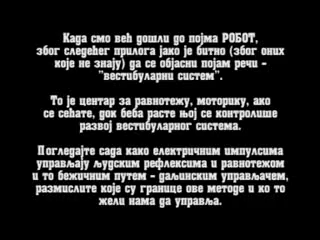 Када смо већ дошли до појма РОБОТ,
због следећег прилога јако је битно (због оних
које не знају) да се објасни појам речи -
"вестибуларни систем".
То је центар за равнотежу, моторику, ако
се сећате, док беба расте њој се контролише
развој вестибуларног система.
Погледајте сада како електричним импулсима
управљају људским рефлексима и равнотежом
и то бежичним путем - даљинским управљачем,
размислите које су границе ове методе и ко то
жели нама да управља.